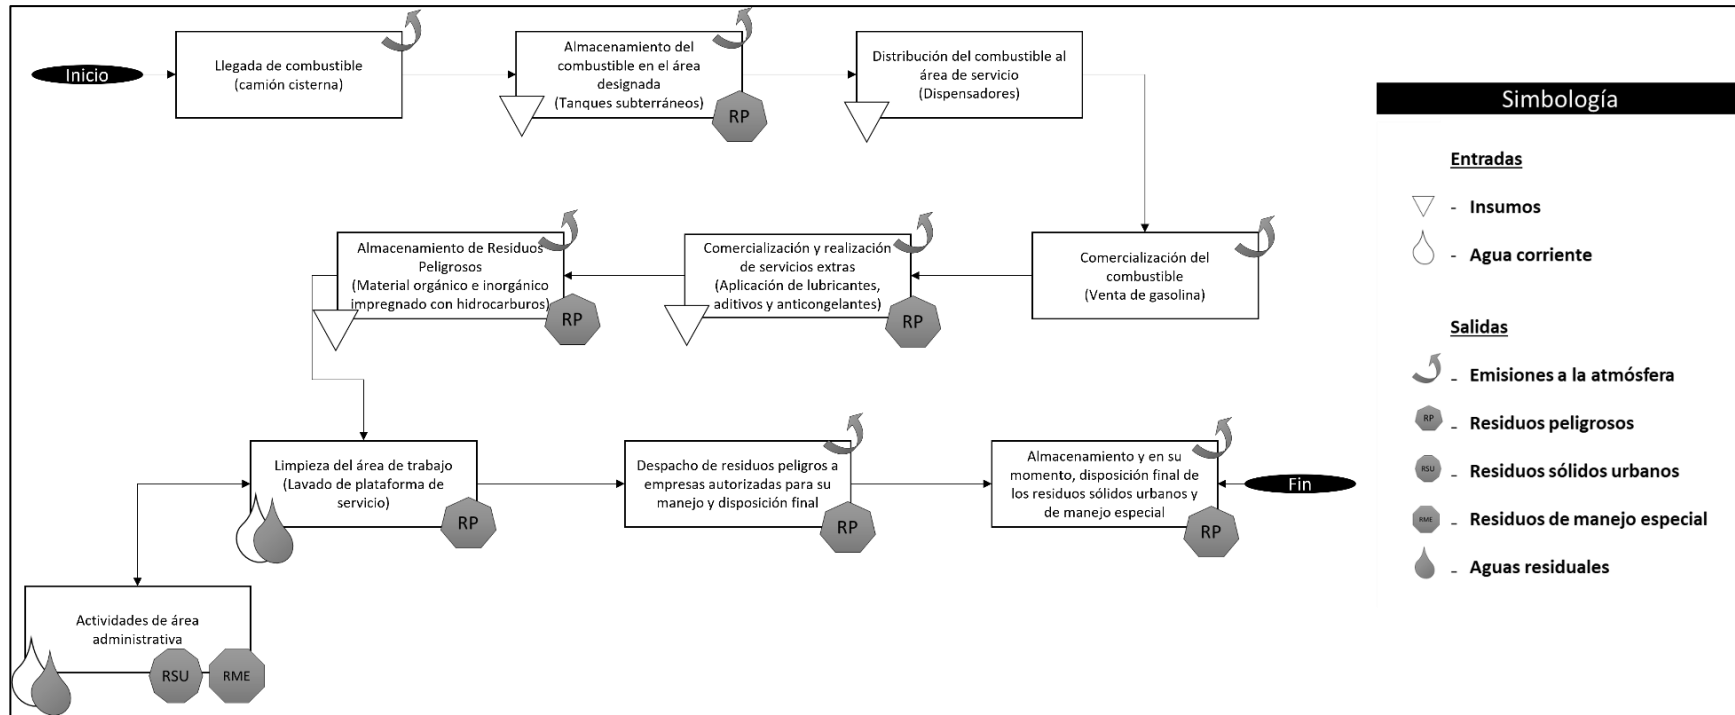 Inicio
Llegada de combustible
(camión cisterna)
Almacenamiento del
combustible en el área
designada
(Tanques subterráneos)
RP
Distribución del combustible al
área de servicio
(Dispensadores)
Almacenamiento de Residuos
Peligrosos
(Material orgánico e inorgánico
impregnado con hidrocarburos)
RP
Comercialización y realización
de servicios extras
(Aplicación de lubricantes,
aditivos y anticongelantes)
RP
Comercialización del
combustible
(Venta de gasolina)
Limpieza del área de trabajo
(Lavado de plataforma de
servicio)
RP
Despacho de residuos peligros a
empresas autorizadas para su
manejo y disposición final
RP
Almacenamiento y en su
momento, disposición final de
los residuos sólidos urbanos y
de manejo especial
RP
Fin
Actividades de área
administrativa
RSU
RME
Simbología
Entradas
- Insumos
- Agua corriente
Salidas
- Emisiones a la atmósfera
RP - Residuos peligrosos
RSU - Residuos sólidos urbanos
RME - Residuos de manejo especial
- Aguas residuales